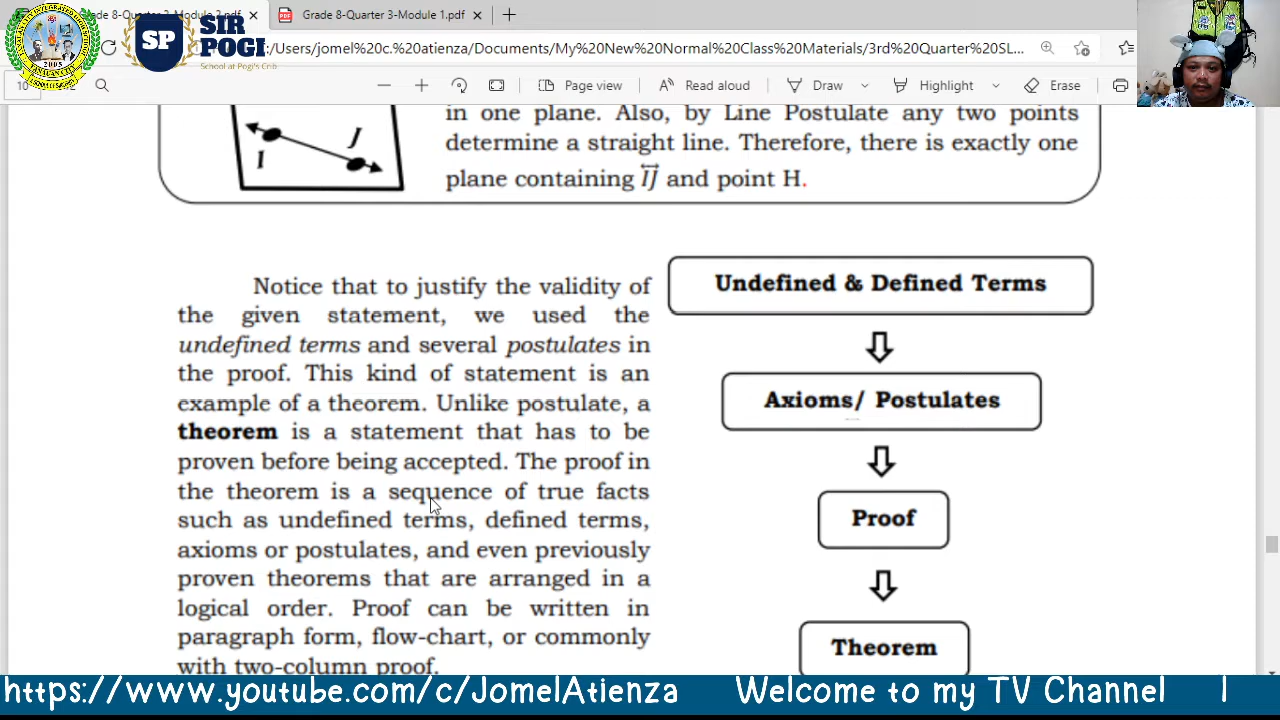 Grade 8-Quarter 3-Module 1.pdf
SIR
POGI
SP
School at Pogi's Crib
2003
:/Users/jomel%20c.%20atienza/Documents/My%20New%20Normal%20Class%20Materials/3rd%20Quarter%20SL...
10
Page view
Read aloud
Draw
Highlight
Erase
in one plane. Also, by Line Postulate any two points
determine a straight line. Therefore, there is exactly one
plane containing IJ and point H.
J
I
Notice that to justify the validity of
the given statement, we used the
undefined terms and several postulates in
the proof. This kind of statement is an
example of a theorem. Unlike postulate, a
theorem is a statement that has to be
proven before being accepted. The proof in
the theorem is a sequence of true facts
such as undefined terms, defined terms,
axioms or postulates, and even previously
proven theorems that are arranged in a
logical order. Proof can be written in
paragraph form, flow-chart, or commonly
with two-column proof.
Undefined & Defined Terms
Axioms/ Postulates
Proof
Theorem
https://www.youtube.com/c/JomelAtienza Welcome to my TV Channel